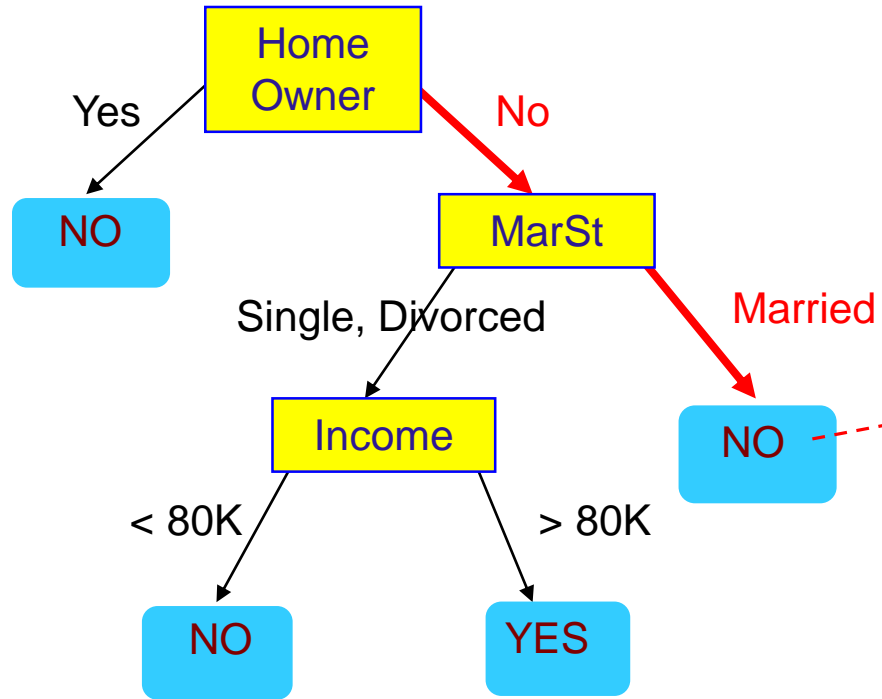 Home
Owner
Yes
No
NO
MarSt
Single, Divorced
Married
Income
NO
< 80K
> 80K
NO
YES